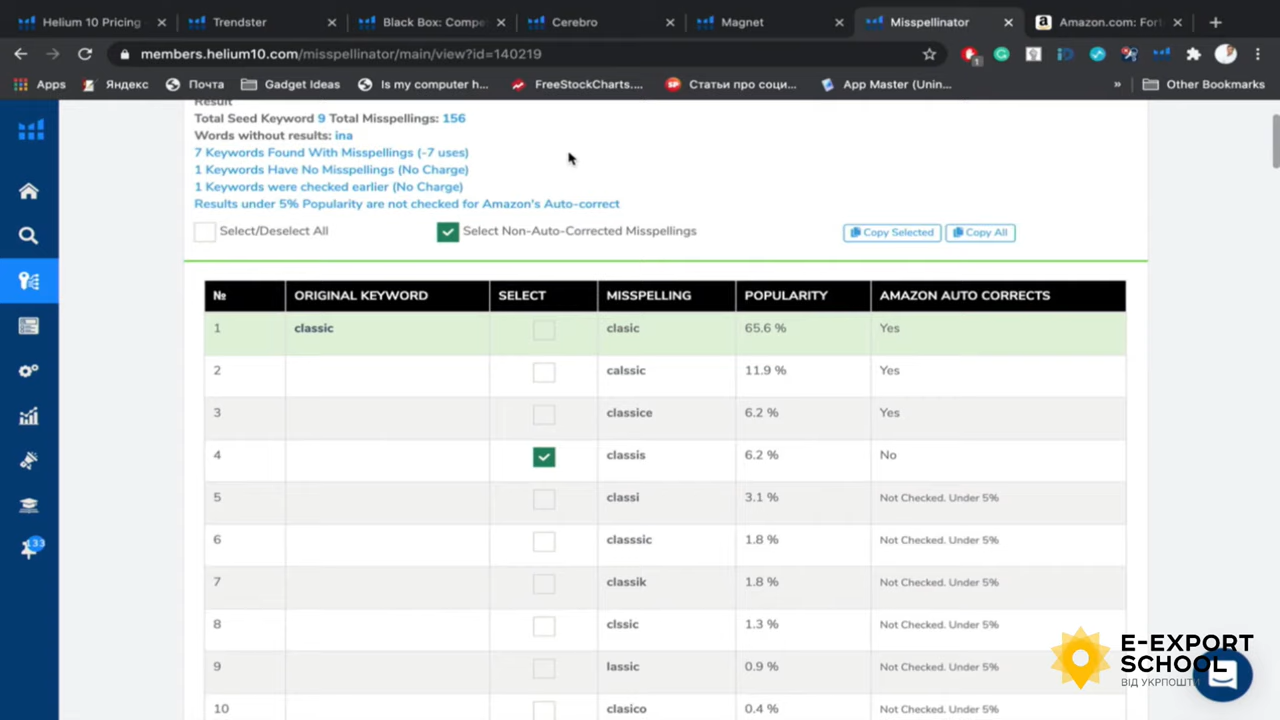 Helium 10 Pricing
Trendster
Black Box: Compe
Cerebro
Magnet
Misspellinator
Amazon.com: For
members.helium10.com/misspellinator/main/view?id=140219
Apps
Яндекс
Почта
Gadget Ideas
Is my computer h...
FreeStockCharts....
Статьи про соци...
App Master (Unin...
Other Bookmarks
Result
Total Seed Keyword 9 Total Misspellings: 156
Words without results: ina
7 Keywords Found With Misspellings (-7 uses)
1 Keywords Have No Misspellings (No Charge)
1 Keywords were checked earlier (No Charge)
Results under 5% Popularity are not checked for Amazon's Auto-correct
Select/Deselect All
Select Non-Auto-Corrected Misspellings
Copy Selected
Copy All
№ ORIGINAL KEYWORD SELECT MISSPELLING POPULARITY AMAZON AUTO CORRECTS
1 classic clasic 65.6 % Yes
2 calssic 11.9 % Yes
3 classice 6.2 % Yes
4 classis 6.2 % No
5 classi 3.1 % Not Checked. Under 5%
6 classsic 1.8 % Not Checked. Under 5%
7 classik 1.8 % Not Checked. Under 5%
8 clssic 1.3 % Not Checked. Under 5%
9 lassic 0.9 % Not Checked. Under 5%
10 clasico 0.4 % Not Checked. Under 5%
133
E-EXPORT
SCHOOL
ВІД УКРПОШТИ